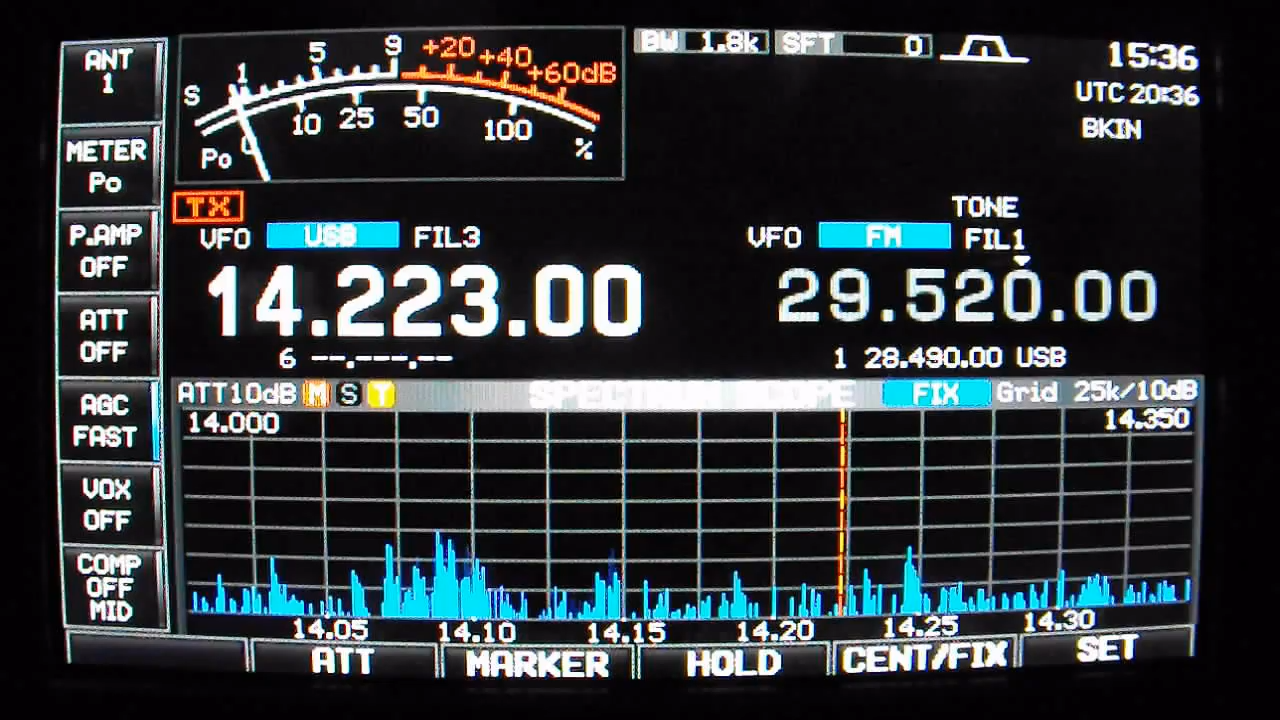 ANT
1
METER
Po
P.AMP
OFF
ATT
OFF
AGC
FAST
VOX
OFF
COMP
OFF
MID
S 1 5 9 +20 +40 +60dB
Po 0 10 25 50 100 %
BW 1.8k SFT 0
15:36
UTC 20:36
BKIN
TX
VFO USB FIL3
14.223.00
6 --.---.--
TONE
VFO FM FIL1
29.520.00
1 28.490.00 USB
ATT10dB M S T SPECTRUM SCOPE FIX Grid 25k/10dB
14.000 14.350
14.05 14.10 14.15 14.20 14.25 14.30
ATT MARKER HOLD CENT/FIX SET